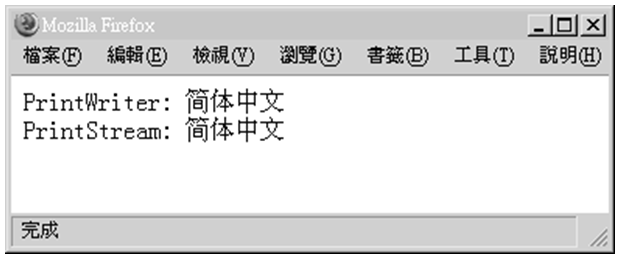 Mozilla Firefox
檔案(F) 編輯(E) 檢視(V) 瀏覽(G) 書籤(B) 工具(T) 說明(H)
PrintWriter: 简体中文
PrintStream: 简体中文
完成